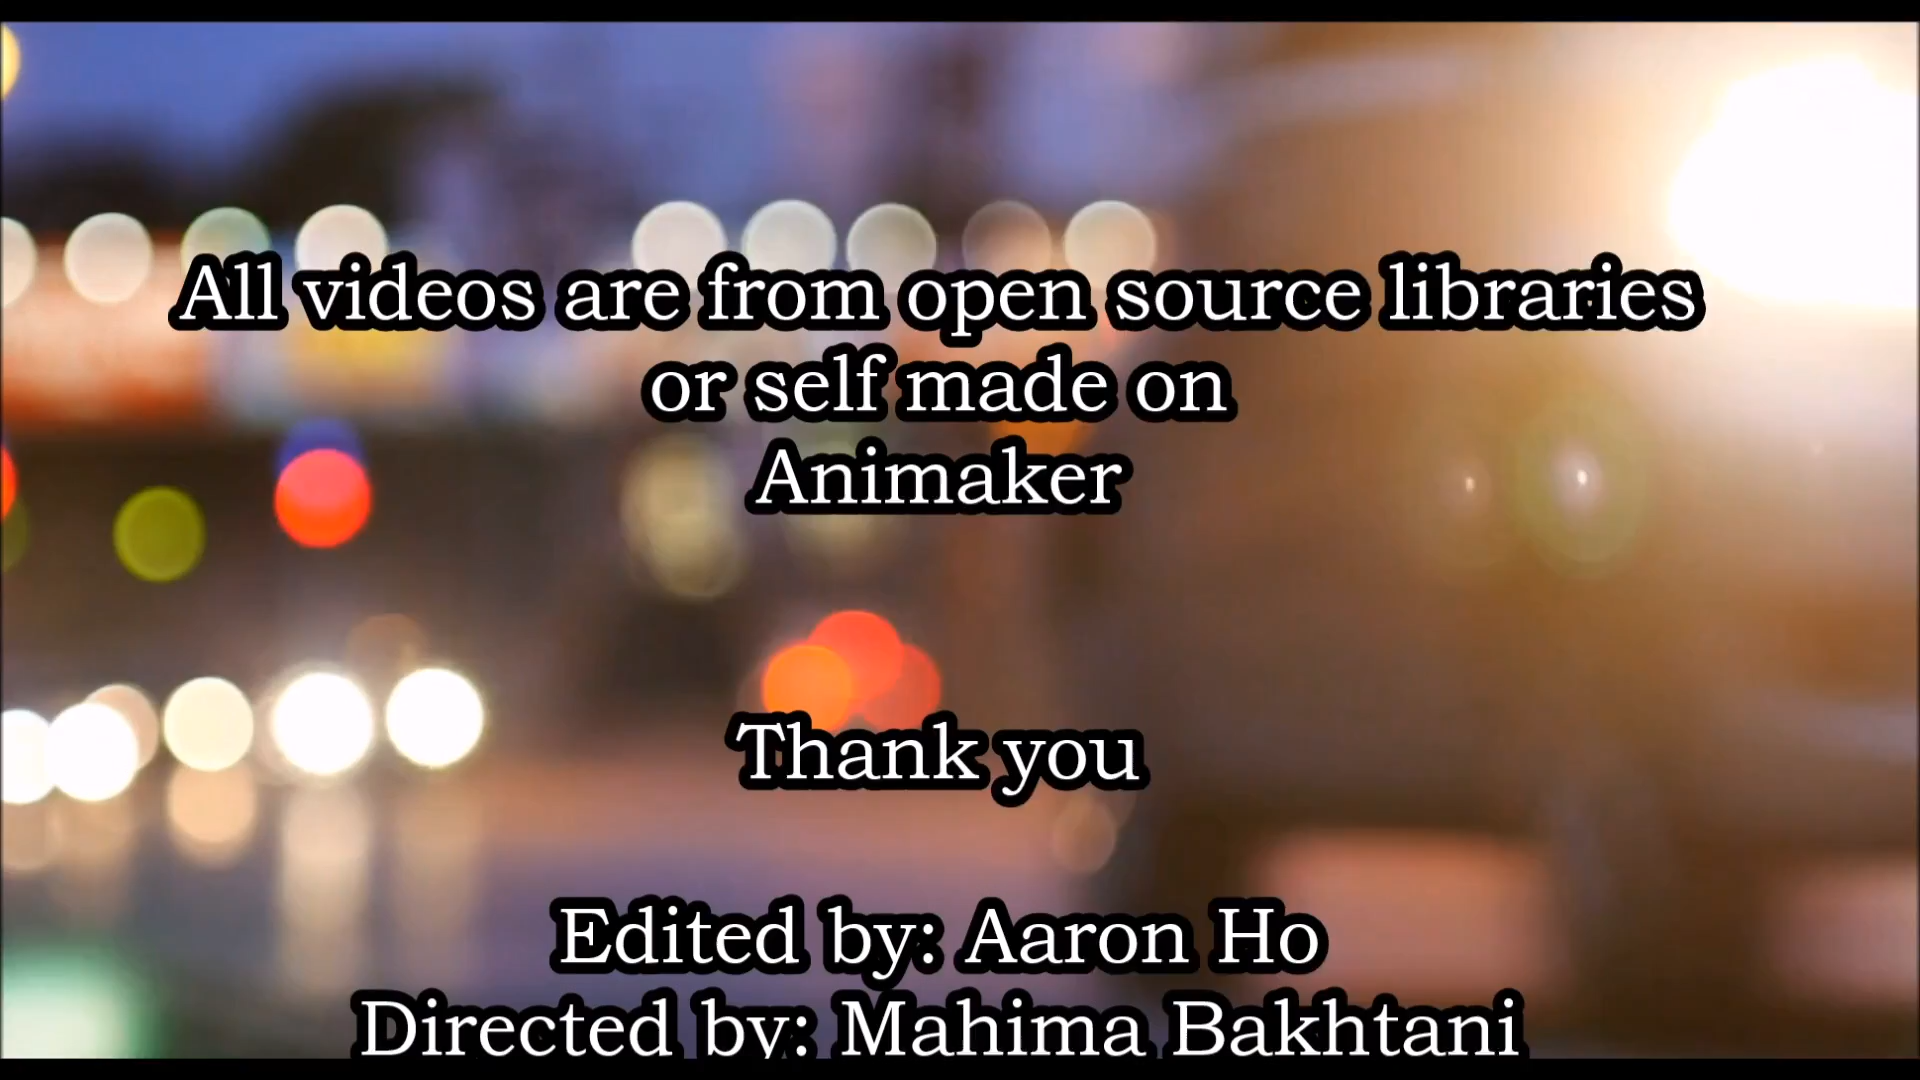 All videos are from open source libraries
or self made on
Animaker
Thank you
Edited by: Aaron Ho
Directed by: Mahima Bakhtani